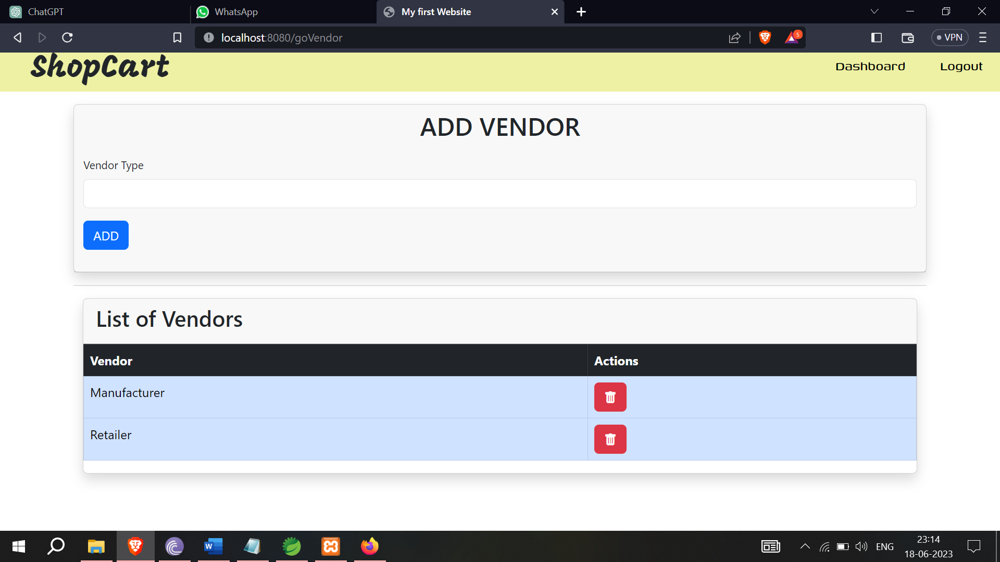 ChatGPT
WhatsApp
My first Website
localhost:8080/goVendor
5
VPN
ShopCart
Dashboard
Logout
ADD VENDOR
Vendor Type
ADD
List of Vendors
Vendor
Actions
Manufacturer
Retailer
W
ENG
23:14
18-06-2023